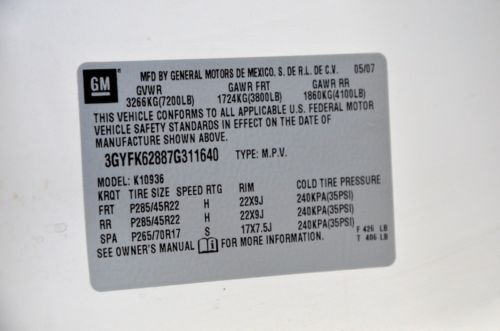 GM
MFD BY GENERAL MOTORS DE MEXICO, S. DE R.L. DE C.V. 05/07
GVWR GAWR FRT GAWR RR
3266KG(7200LB) 1724KG(3800LB) 1860KG(4100LB)
THIS VEHICLE CONFORMS TO ALL APPLICABLE U.S. FEDERAL MOTOR
VEHICLE SAFETY STANDARDS IN EFFECT ON THE DATE OF
MANUFACTURE SHOWN ABOVE.
3GYFK62887G311640 TYPE: M.P.V.
MODEL: K10936
KRQT TIRE SIZE SPEED RTG RIM COLD TIRE PRESSURE
FRT P285/45R22 H 22X9J 240KPA(35PSI)
RR P285/45R22 H 22X9J 240KPA(35PSI)
SPA P265/70R17 S 17X7.5J 240KPA(35PSI)
SEE OWNER'S MANUAL FOR MORE INFORMATION.
F 426 LB
T 406 LB